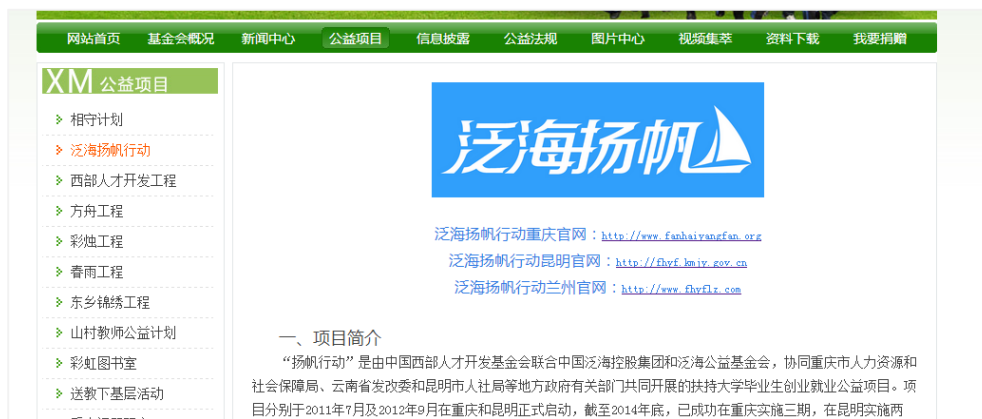 网站首页 基金会概况 新闻中心 公益项目 信息披露 公益法规 图片中心 视频集萃 资料下载 我要捐赠
XM 公益项目
相守计划
泛海扬帆行动
西部人才开发工程
方舟工程
彩烛工程
春雨工程
东乡锦绣工程
山村教师公益计划
彩虹图书室
送教下基层活动
泛海扬帆
泛海扬帆行动重庆官网：http://www.fanhaiyangfan.org
泛海扬帆行动昆明官网：http://fhyf.kmjy.gov.cn
泛海扬帆行动兰州官网：http://www.fhyflz.com
一、项目简介
“扬帆行动”是由中国西部人才开发基金会联合中国泛海控股集团和泛海公益基金会，协同重庆市人力资源和
社会保障局、云南省发改委和昆明市人社局等地方政府有关部门共同开展的扶持大学毕业生创业就业公益项目。项
目分别于2011年7月及2012年9月在重庆和昆明正式启动，截至2014年底，已成功在重庆实施三期，在昆明实施两